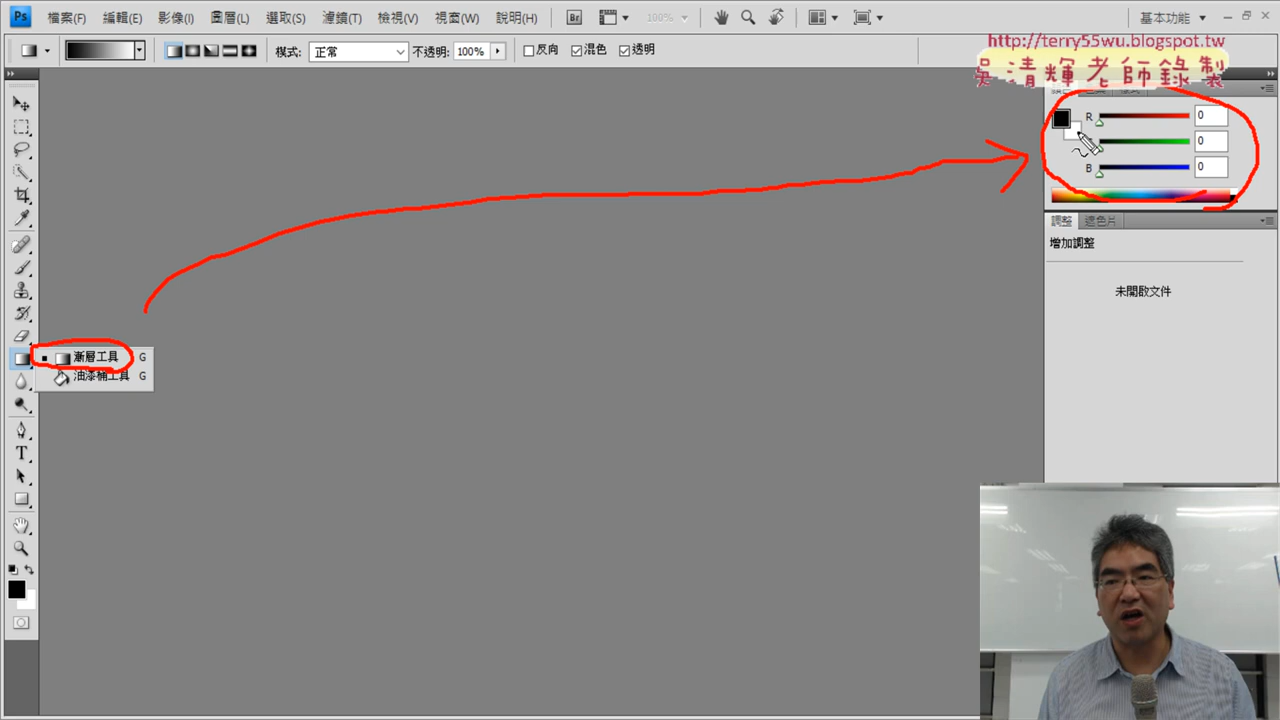 Ps 檔案(F) 編輯(E) 影像(I) 圖層(L) 選取(S) 濾鏡(T) 檢視(V) 視窗(W) 說明(H) Br 100% 基本功能
模式: 正常 不透明: 100% 反向 混色 透明
http://terry55wu.blogspot.tw
吳清輝老師錄製
R 0
0
B 0
調整 遮色片
增加調整
未開啟文件
漸層工具 G
油漆桶工具 G
T